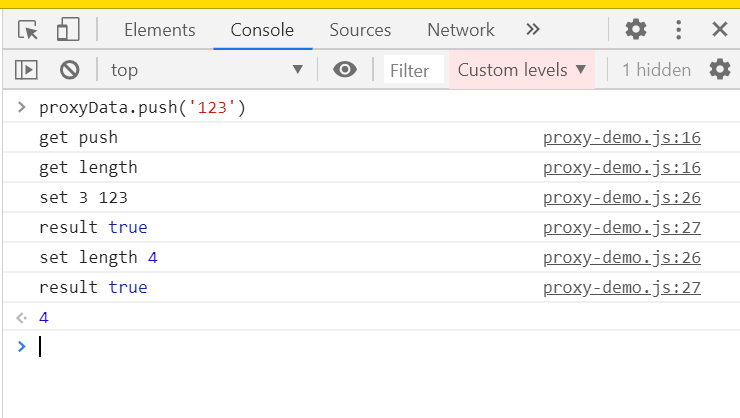 Elements Console Sources Network
top Filter Custom levels 1 hidden
proxyData.push('123')
get push proxy-demo.js:16
get length proxy-demo.js:16
set 3 123 proxy-demo.js:26
result true proxy-demo.js:27
set length 4 proxy-demo.js:26
result true proxy-demo.js:27
4